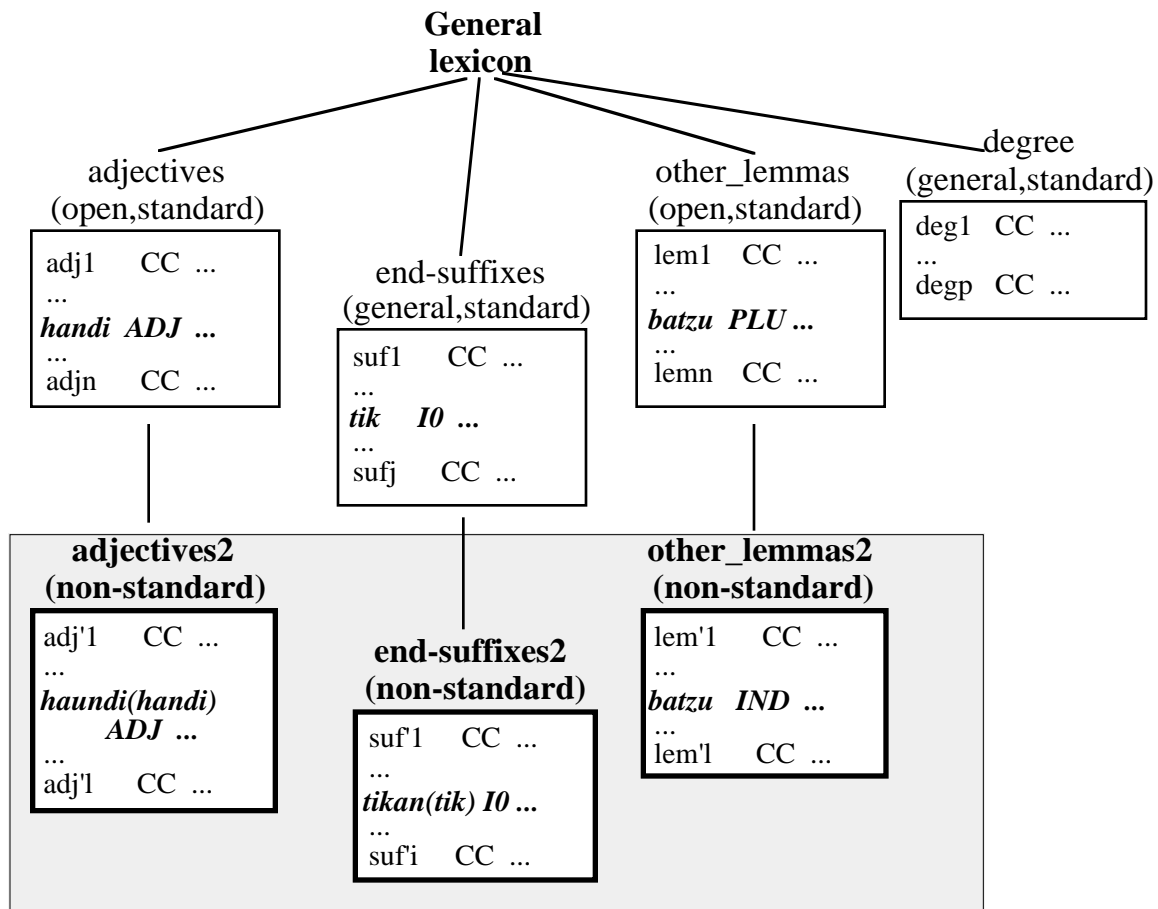 General
lexicon
adjectives
(open,standard)
adj1 CC ...
...
handi ADJ ...
...
adjn CC ...
end-suffixes
(general,standard)
suf1 CC ...
...
tik I0 ...
...
sufj CC ...
other_lemmas
(open,standard)
lem1 CC ...
...
batzu PLU ...
...
lemn CC ...
degree
(general,standard)
deg1 CC ...
...
degp CC ...
adjectives2
(non-standard)
adj'1 CC ...
...
haundi(handi)
ADJ ...
...
adj'l CC ...
end-suffixes2
(non-standard)
suf'1 CC ...
...
tikan(tik) I0 ...
...
suf'i CC ...
other_lemmas2
(non-standard)
lem'1 CC ...
...
batzu IND ...
...
lem'l CC ...